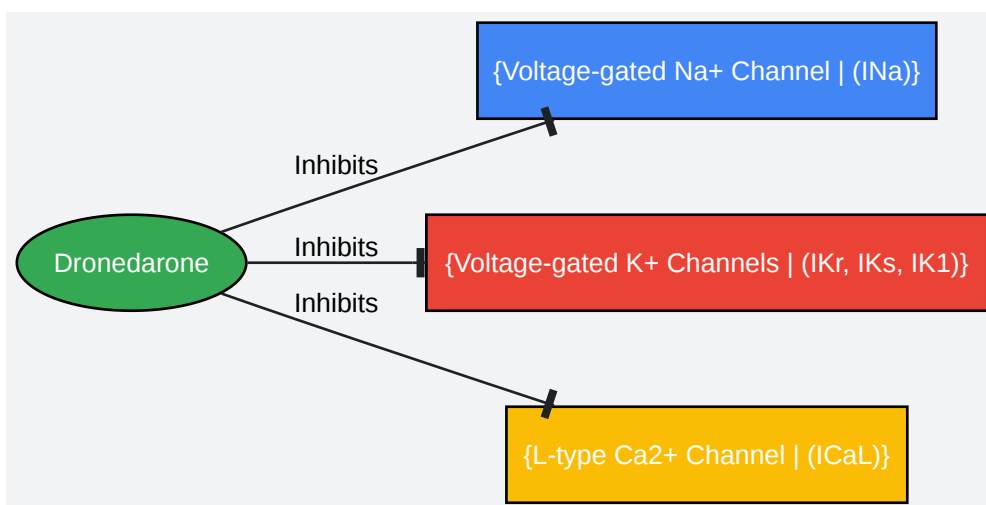 {Voltage-gated Na+ Channel | (INa)}
Inhibits
Dronedarone
Inhibits
{Voltage-gated K+ Channels | (IKr, IKs, IK1)}
Inhibits
{L-type Ca2+ Channel | (ICaL)}